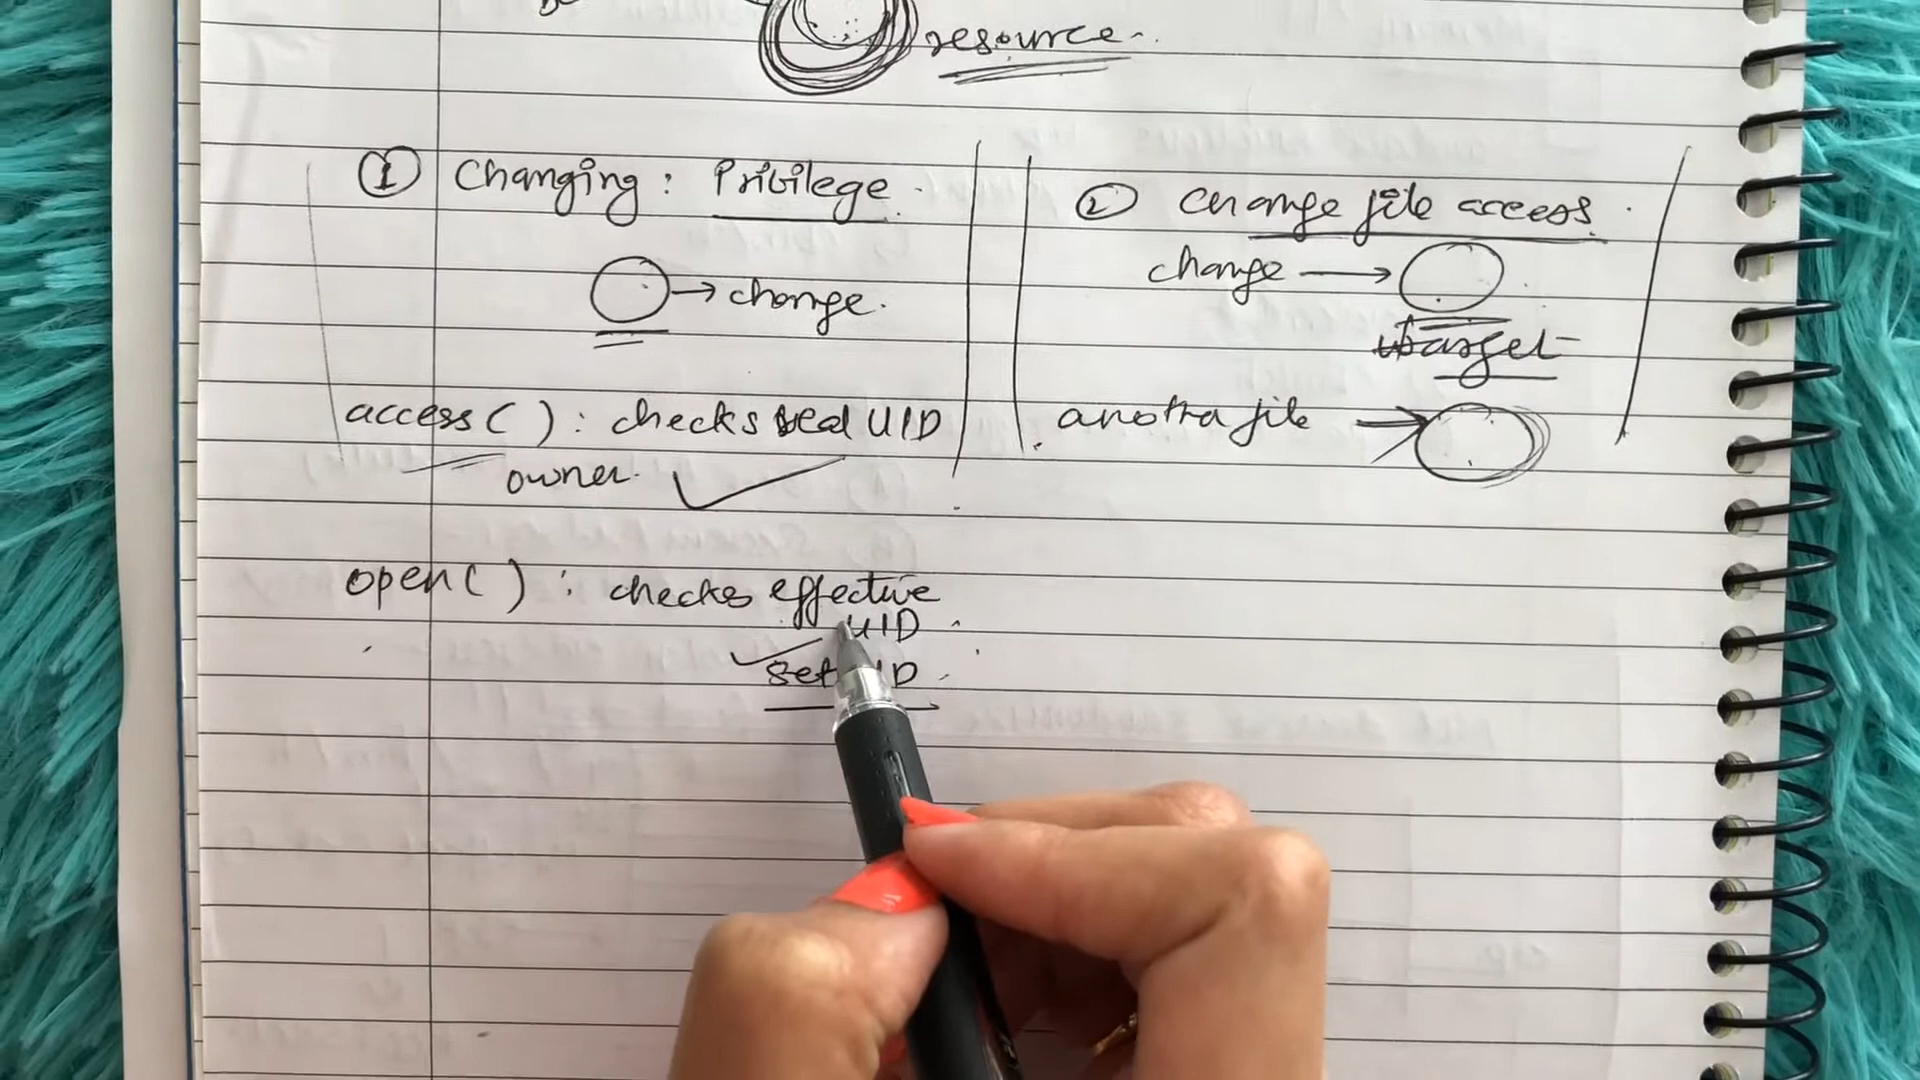 resource.
① Changing: Privilege.
→ change.
access( ): checks real UID
owner.
② Change file access.
change →
target
anothr file →
open( ): checks effective
UID
set UID